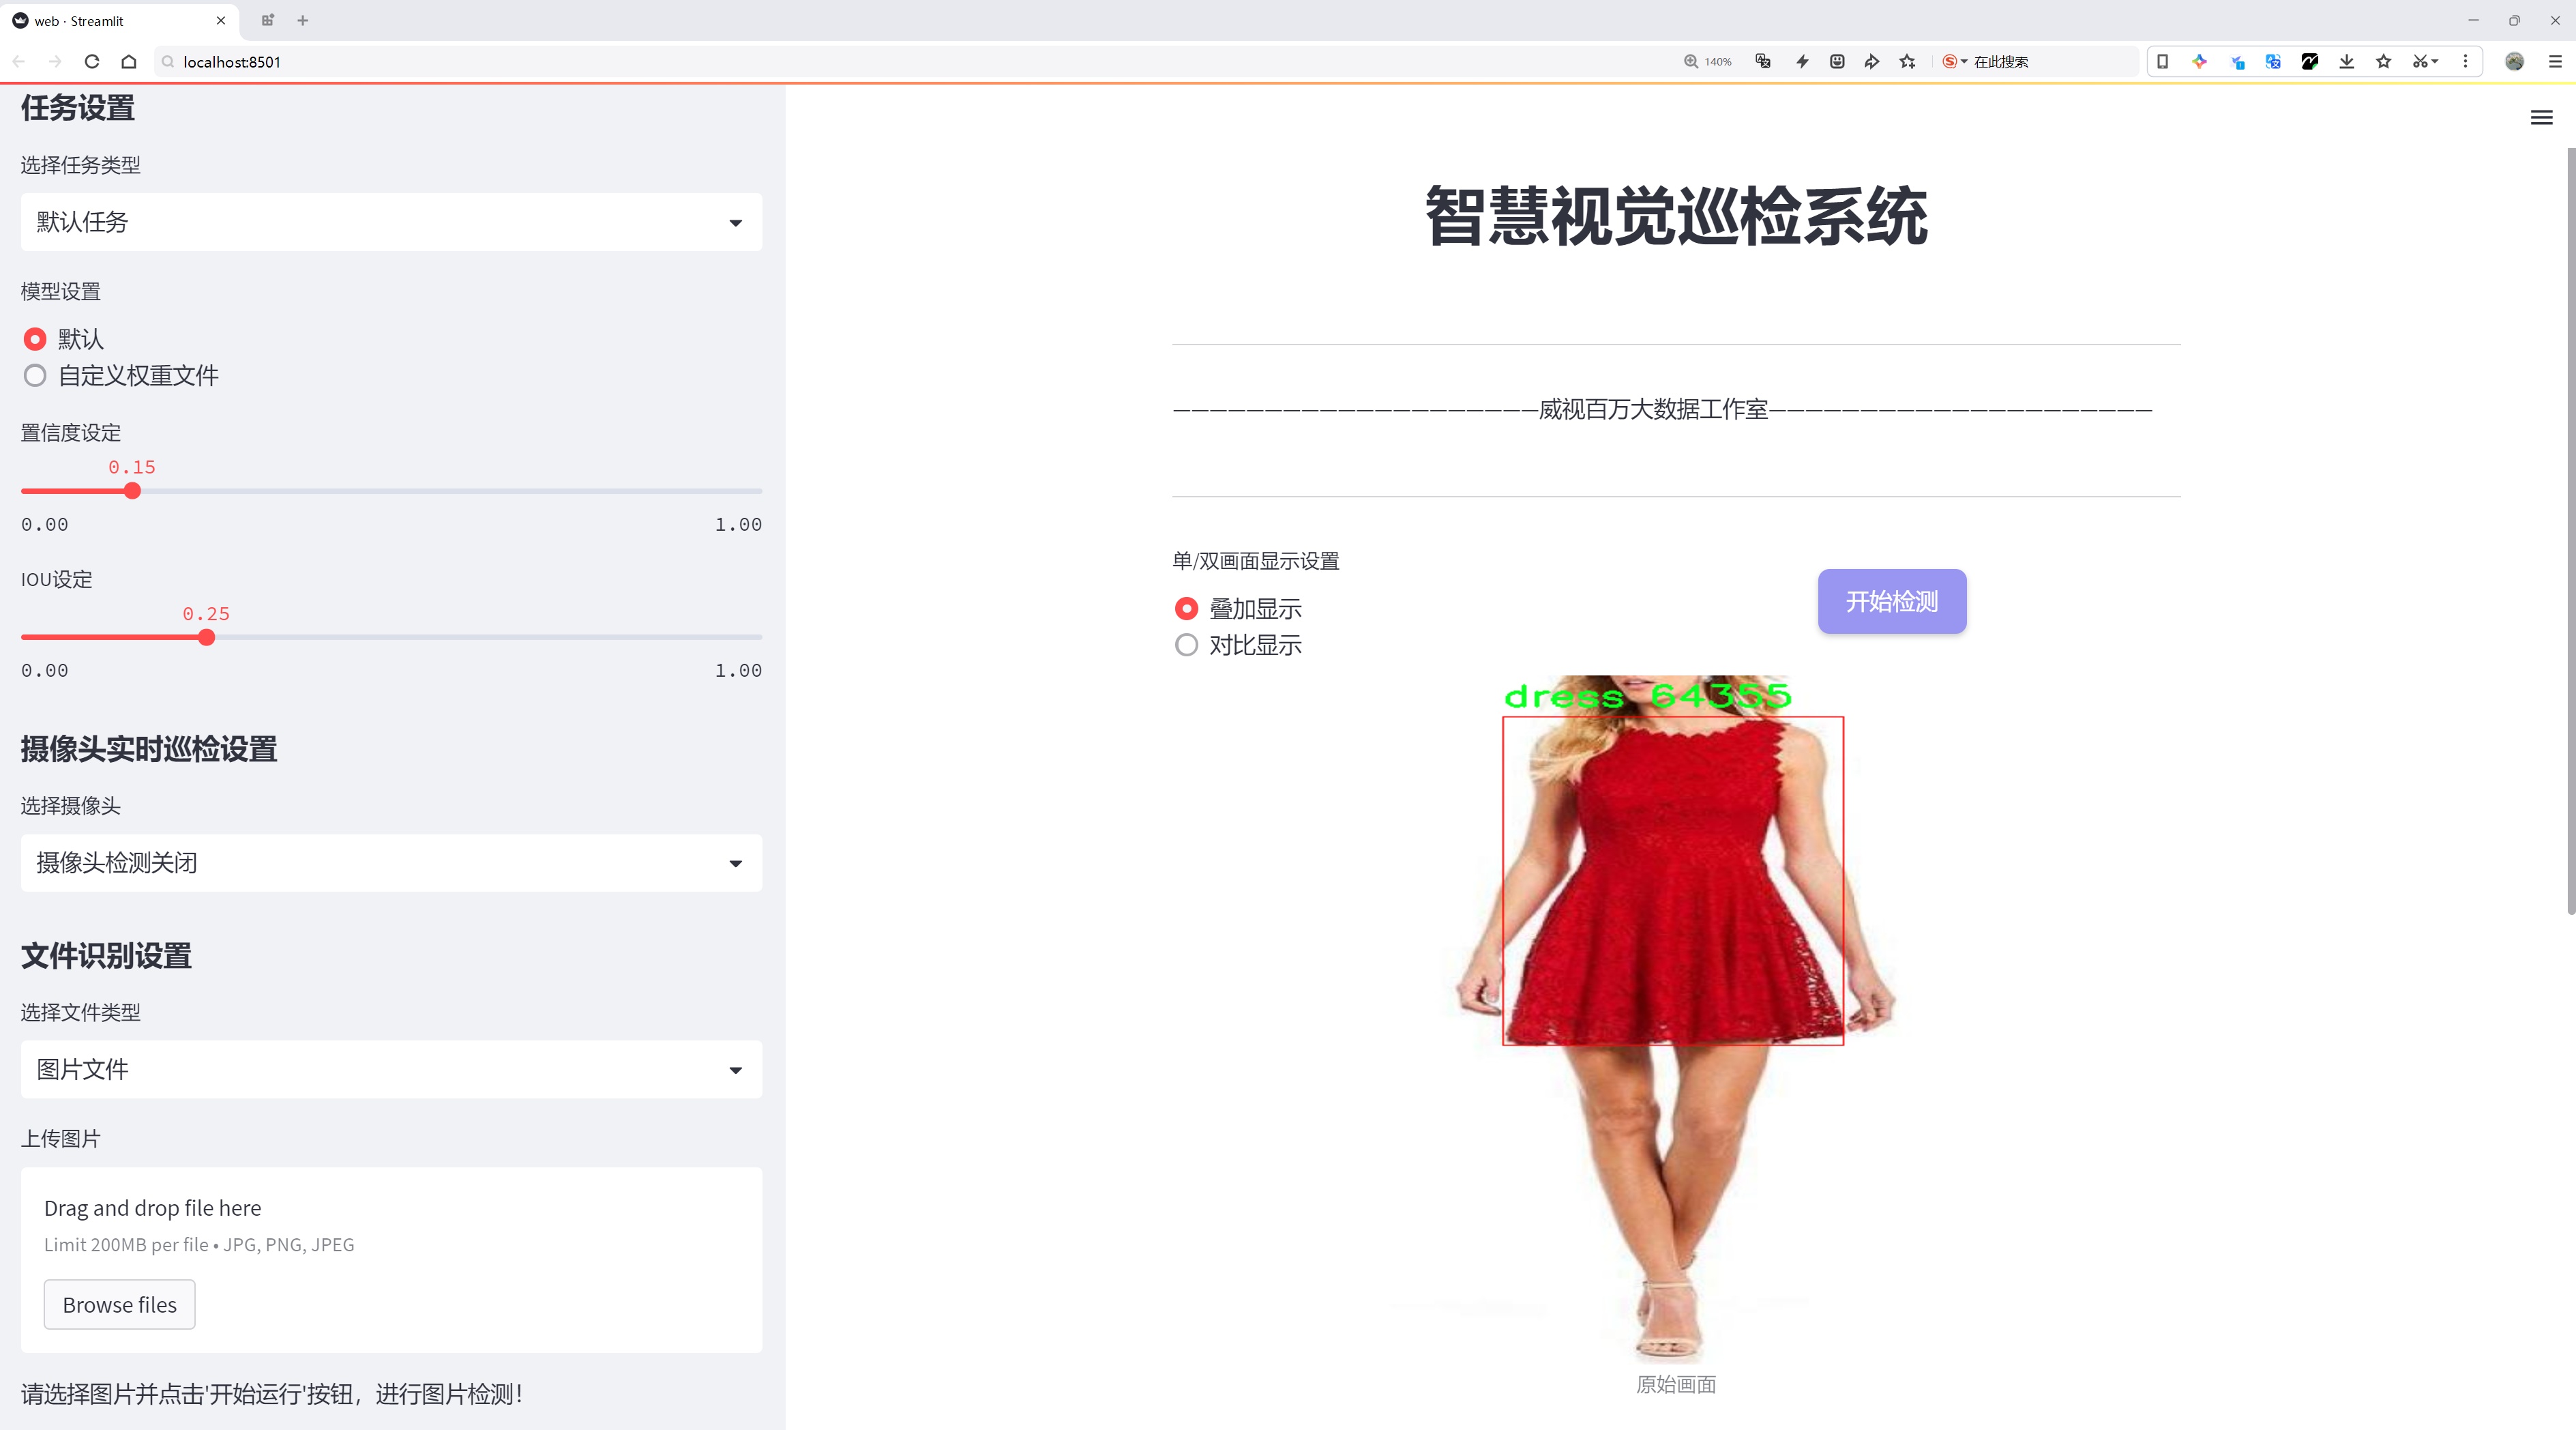 web · Streamlit
localhost:8501
140%
在此搜索
任务设置
选择任务类型
默认任务
模型设置
默认
自定义权重文件
置信度设定
0.15
0.00
1.00
IOU设定
0.25
0.00
1.00
摄像头实时巡检设置
选择摄像头
摄像头检测关闭
文件识别设置
选择文件类型
图片文件
上传图片
Drag and drop file here
Limit 200MB per file • JPG, PNG, JPEG
Browse files
请选择图片并点击'开始运行'按钮，进行图片检测！
智慧视觉巡检系统
————————————————————威视百万大数据工作室—————————————————————
单/双画面显示设置
叠加显示
对比显示
开始检测
dress 64355
原始画面